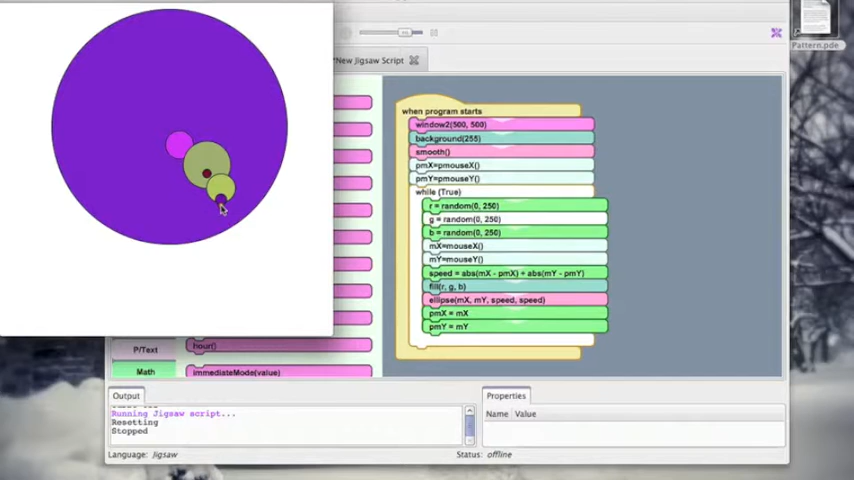 Pattern.pde
New Jigsaw Script
when program starts
window2(500, 500)
background(255)
smooth()
pmX=pmouseX()
pmY=pmouseY()
while (True)
r = random(0, 250)
g = random(0, 250)
b = random(0, 250)
mX=mouseX()
mY=mouseY()
speed = abs(mX - pmX) + abs(mY - pmY)
fill(r, g, b)
ellipse(mX, mY, speed, speed)
pmX = mX
pmY = mY
P/Text
hour()
Math
immediateMode(value)
Output
Running Jigsaw script...
Resetting
Stopped
Properties
Name Value
Language: Jigsaw
Status: offline